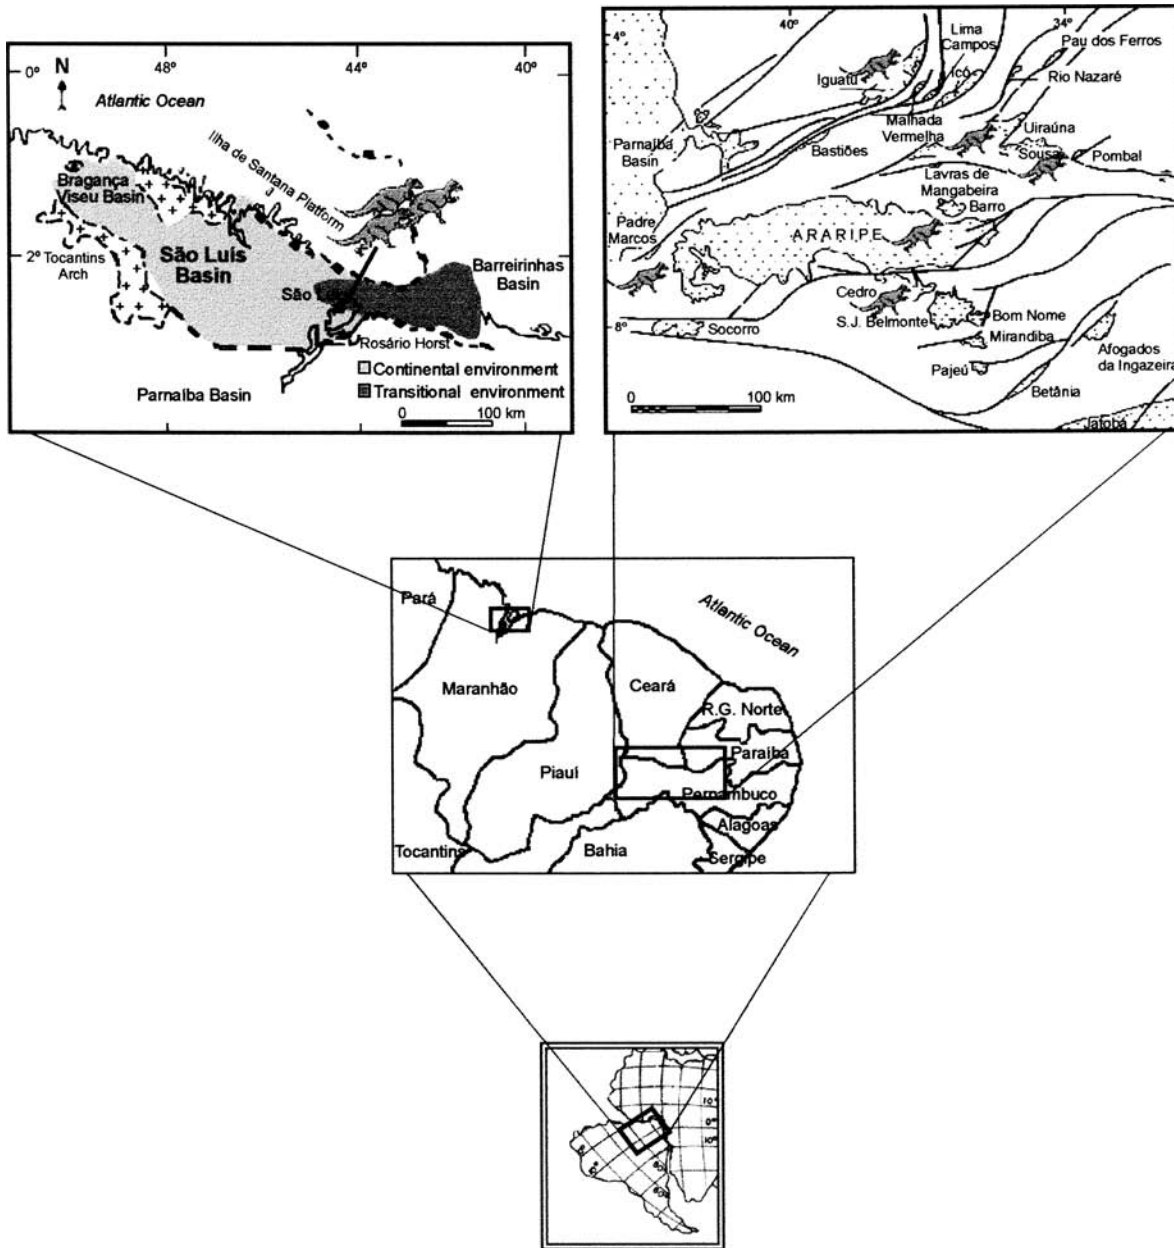 48°
44°
40°
0°
N
Atlantic Ocean
Ilha de Santana Platform
Bragança
Viseu Basin
Tocantins
Arch
São Luís
Basin
2°
São
Barreirinhas
Basin
Rosário Horst
Continental environment
Transitional environment
Parnaíba Basin
0
100 km
40°
34°
4°
Lima
Campos
Pau dos Ferros
Iguatu
Icó
Rio Nazaré
Malhada
Vermelha
Uiraúna
Parnaíba
Basin
Bastiões
Sousa
Pombal
Lavras de
Mangabeira
Barro
Padre
Marcos
ARARIPE
Cedro
S.J. Belmonte
Bom Nome
8°
Socorro
Mirandiba
Afogados
da Ingazeira
Pajeú
Betânia
0
100 km
Jatobá
Pará
Atlantic Ocean
Maranhão
Ceará
R.G. Norte
Paraíba
Piauí
Pernambuco
Alagoas
Tocantins
Bahia
Sergipe
10°
0°
10°